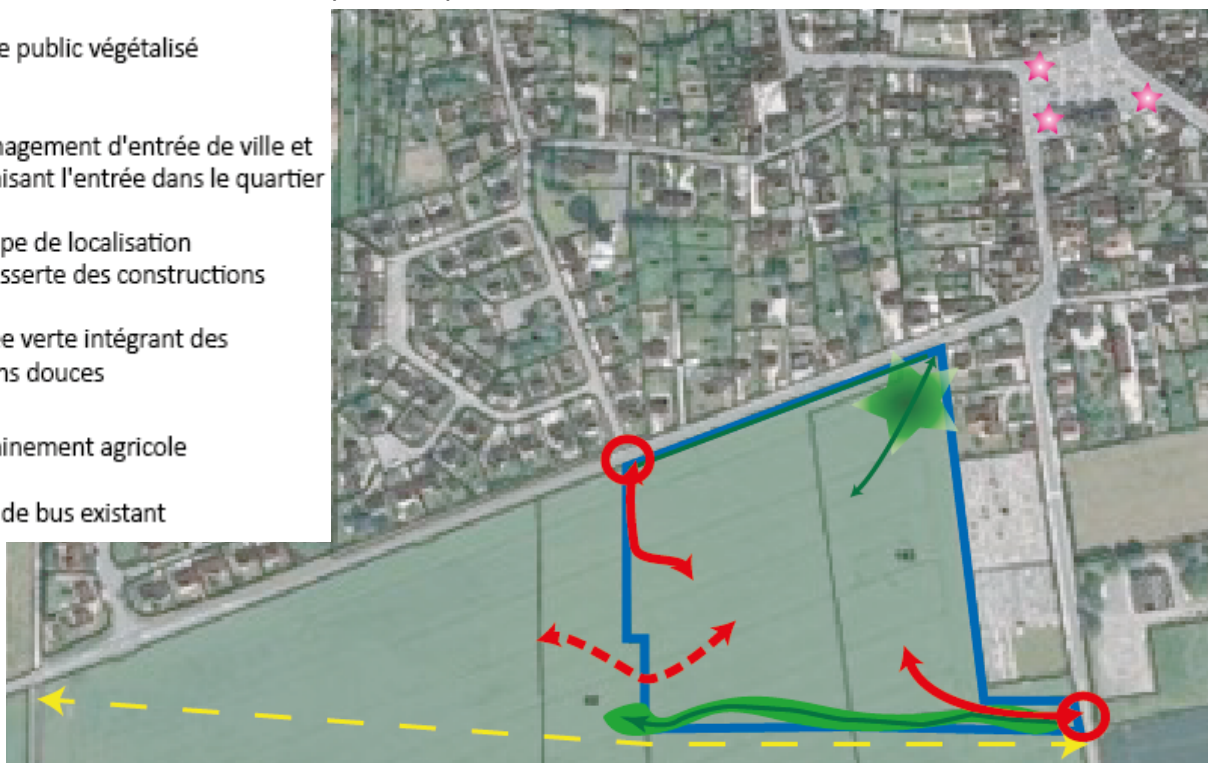 e public végétalisé
nagement d'entrée de ville et
isant l'entrée dans le quartier
pe de localisation
sserte des constructions
e verte intégrant des
ns douces
inement agricole
de bus existant